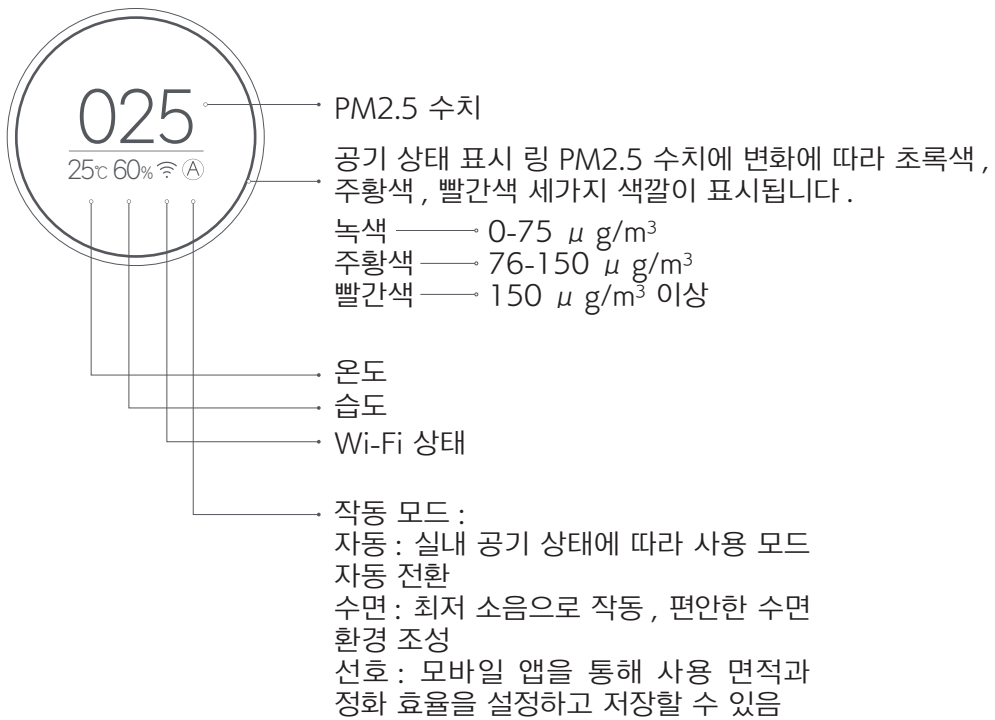 025
25℃ 60% Ⓐ
PM2.5 수치
공기 상태 표시 링 PM2.5 수치에 변화에 따라 초록색 ,
주황색 , 빨간색 세가지 색깔이 표시됩니다 .
녹색 0-75 μ g/m³
주황색 76-150 μ g/m³
빨간색 150 μ g/m³ 이상
온도
습도
Wi-Fi 상태
작동 모드 :
자동 : 실내 공기 상태에 따라 사용 모드
자동 전환
수면 : 최저 소음으로 작동 , 편안한 수면
환경 조성
선호 : 모바일 앱을 통해 사용 면적과
정화 효율을 설정하고 저장할 수 있음